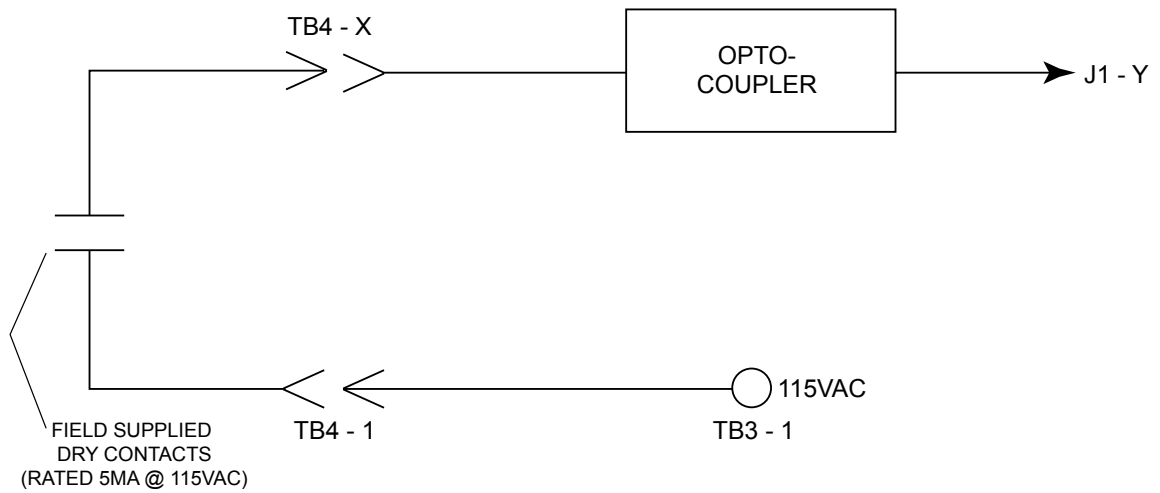 TB4 - X
OPTO-
COUPLER
J1 - Y
115VAC
TB4 - 1
TB3 - 1
FIELD SUPPLIED
DRY CONTACTS
(RATED 5MA @ 115VAC)